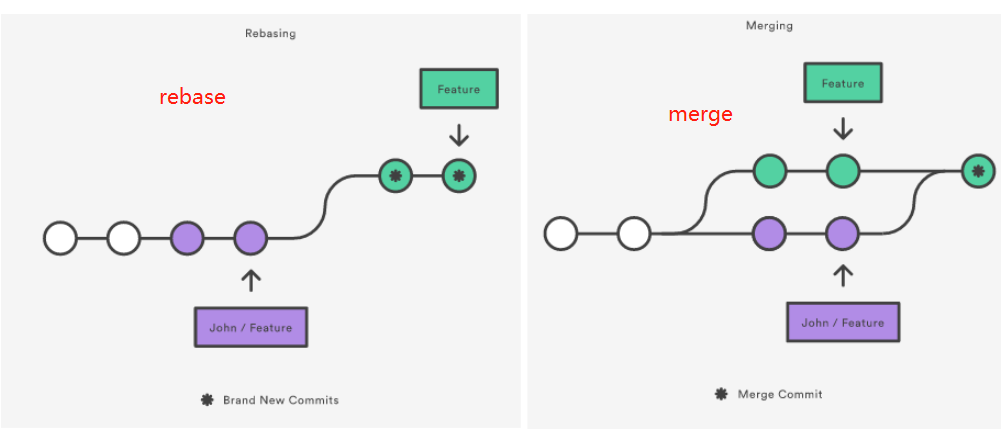 Rebasing
rebase
Feature
John / Feature
Brand New Commits
Merging
Feature
merge
John / Feature
Merge Commit